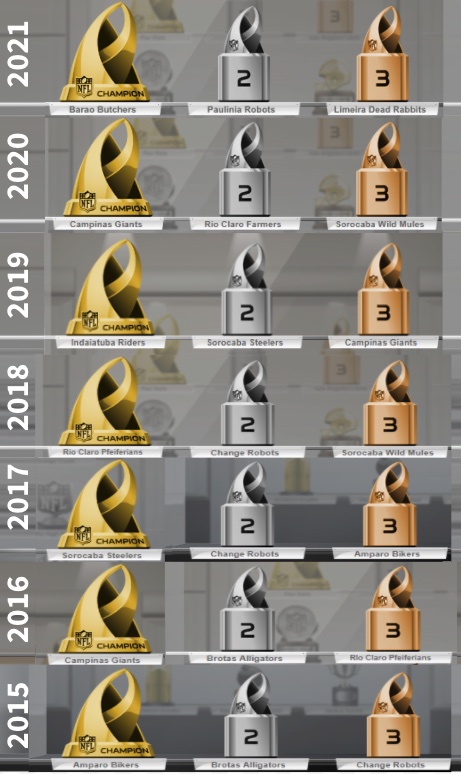 2021
NFL CHAMPION
2
3
Barao Butchers
Paulinia Robots
Limeira Dead Rabbits
2020
NFL CHAMPION
2
3
Campinas Giants
Rio Claro Farmers
Sorocaba Wild Mules
2019
NFL CHAMPION
2
3
Indaiatuba Riders
Sorocaba Steelers
Campinas Giants
2018
NFL CHAMPION
2
3
Rio Claro Pfeiferians
Change Robots
Sorocaba Wild Mules
2017
NFL CHAMPION
2
3
Sorocaba Steelers
Change Robots
Amparo Bikers
2016
NFL CHAMPION
2
3
Campinas Giants
Brotas Alligators
Rio Claro Pfeiferians
2015
NFL CHAMPION
2
3
Amparo Bikers
Brotas Alligators
Change Robots